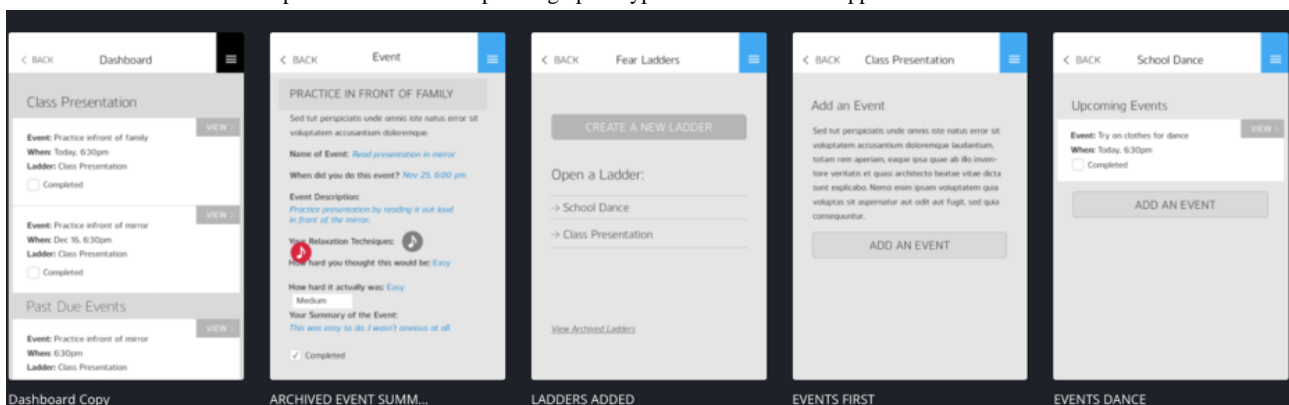 < BACK Dashboard
Class Presentation
VIEW >
Event: Practice infront of family
When: Today, 6:30pm
Ladder: Class Presentation
Completed
VIEW >
Event: Practice infront of mirror
When: Dec 16, 6:30pm
Ladder: Class Presentation
Completed
Past Due Events
VIEW >
Event: Practice infront of mirror
When: 6:30pm
Ladder: Class Presentation
Dashboard Copy
< BACK Event
PRACTICE IN FRONT OF FAMILY
Sed tut perspiciatis unde omnis iste natus error sit
voluptatem accusantium doloremque.
Name of Event: Read presentation in mirror
When did you do this event? Nov 25, 6:00 pm
Event Description:
Practice presentation by reading it out loud
in front of the mirror.
Your Relaxation Techniques:
How hard you thought this would be: Easy
How hard it actually was: Easy
Medium
Your Summary of the Event:
This was easy to do. I wasn't anxious at all.
Completed
ARCHIVED EVENT SUMM...
< BACK Fear Ladders
CREATE A NEW LADDER
Open a Ladder:
→ School Dance
→ Class Presentation
View Archived Ladders
LADDERS ADDED
< BACK Class Presentation
Add an Event
Sed tut perspiciatis unde omnis iste natus error sit
voluptatem accusantium doloremque laudantium,
totam rem aperiam, eaque ipsa quae ab illo inven-
tore veritatis et quasi architecto beatae vitae dicta
sunt explicabo. Nemo enim ipsam voluptatem quia
voluptas sit aspernatur aut odit aut fugit, sed quia
consequuntur.
ADD AN EVENT
EVENTS FIRST
< BACK School Dance
Upcoming Events
VIEW >
Event: Try on clothes for dance
When: Today, 6:30pm
Completed
ADD AN EVENT
EVENTS DANCE